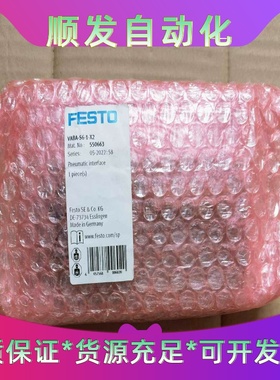 顺发自动化
FESTO
VABA-S6-1-X2
Mat. No. 550663
Series: 05-2023: 58
Pneumatic interface
1 piece(s)
Festo SE & Co. KG
DE-73734 Esslingen
Made in Germany
www.festo.com/sp
质保证*货源充足*可开发